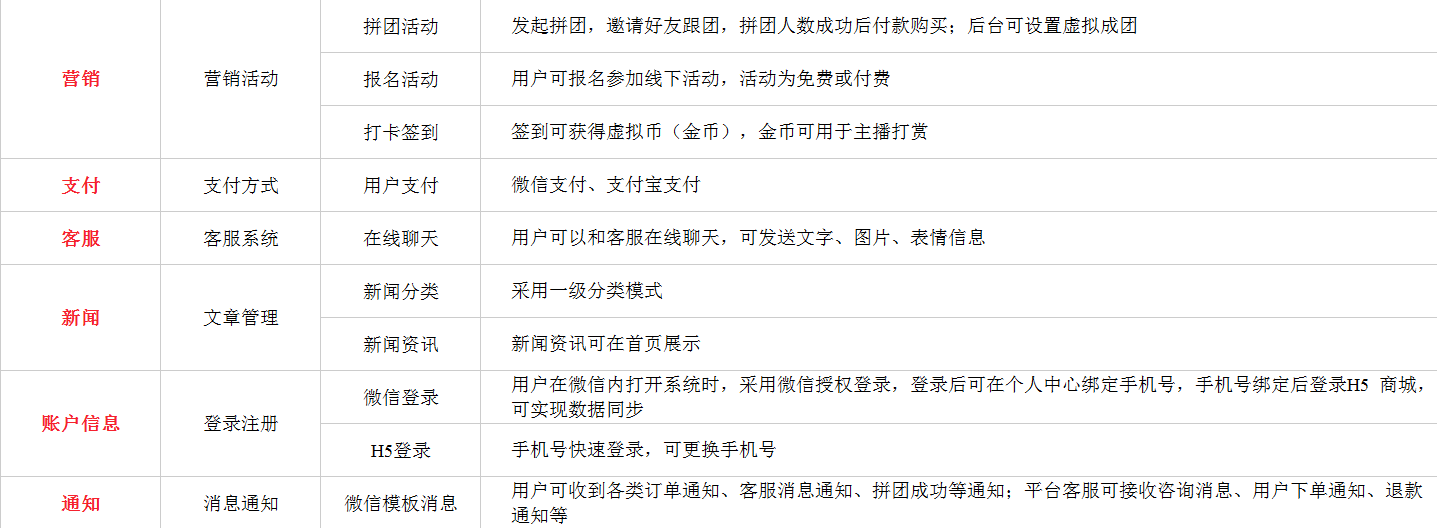 拼团活动
发起拼团，邀请好友跟团，拼团人数成功后付款购买；后台可设置虚拟成团
营销
营销活动
报名活动
用户可报名参加线下活动，活动为免费或付费
打卡签到
签到可获得虚拟币（金币），金币可用于主播打赏
支付
支付方式
用户支付
微信支付、支付宝支付
客服
客服系统
在线聊天
用户可以和客服在线聊天，可发送文字、图片、表情信息
新闻
文章管理
新闻分类
采用一级分类模式
新闻资讯
新闻资讯可在首页展示
账户信息
登录注册
微信登录
用户在微信内打开系统时，采用微信授权登录，登录后可在个人中心绑定手机号，手机号绑定后登录H5 商城，
可实现数据同步
H5登录
手机号快速登录，可更换手机号
通知
消息通知
微信模板消息
用户可收到各类订单通知、客服消息通知、拼团成功等通知；平台客服可接收咨询消息、用户下单通知、退款
通知等